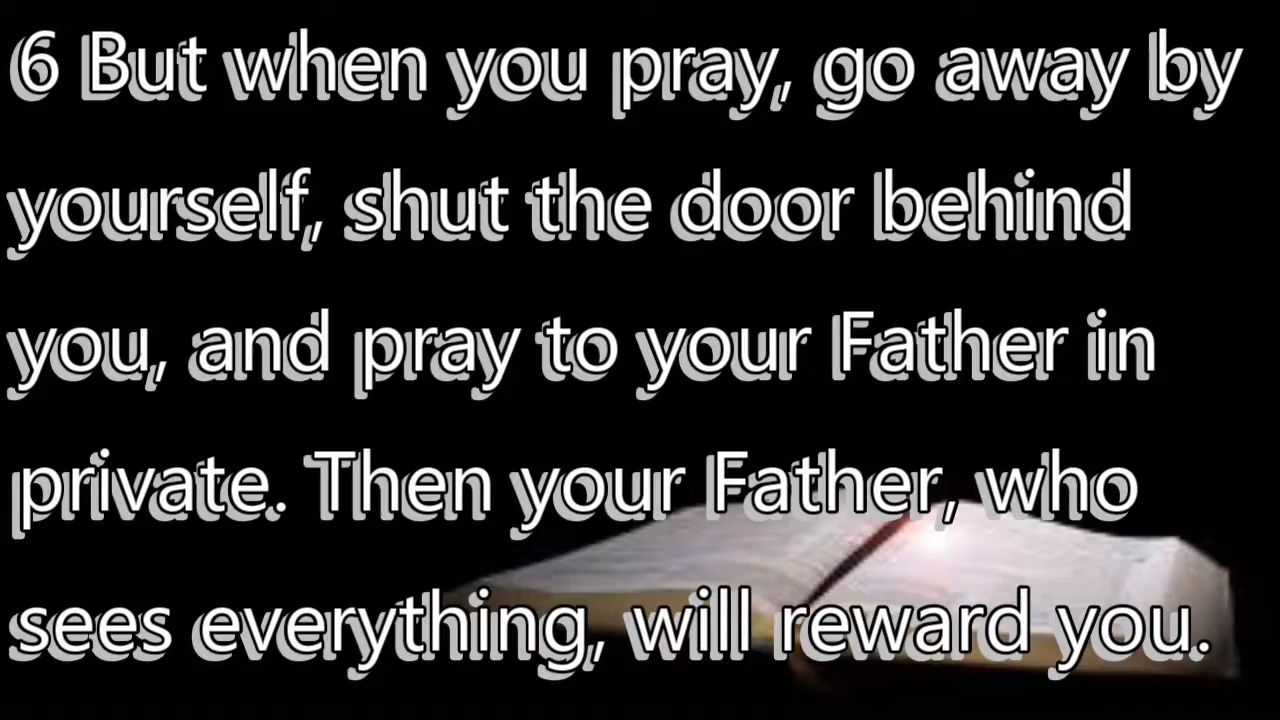 6 But when you pray, go away by
yourself, shut the door behind
you, and pray to your Father in
private. Then your Father, who
sees everything, will reward you.